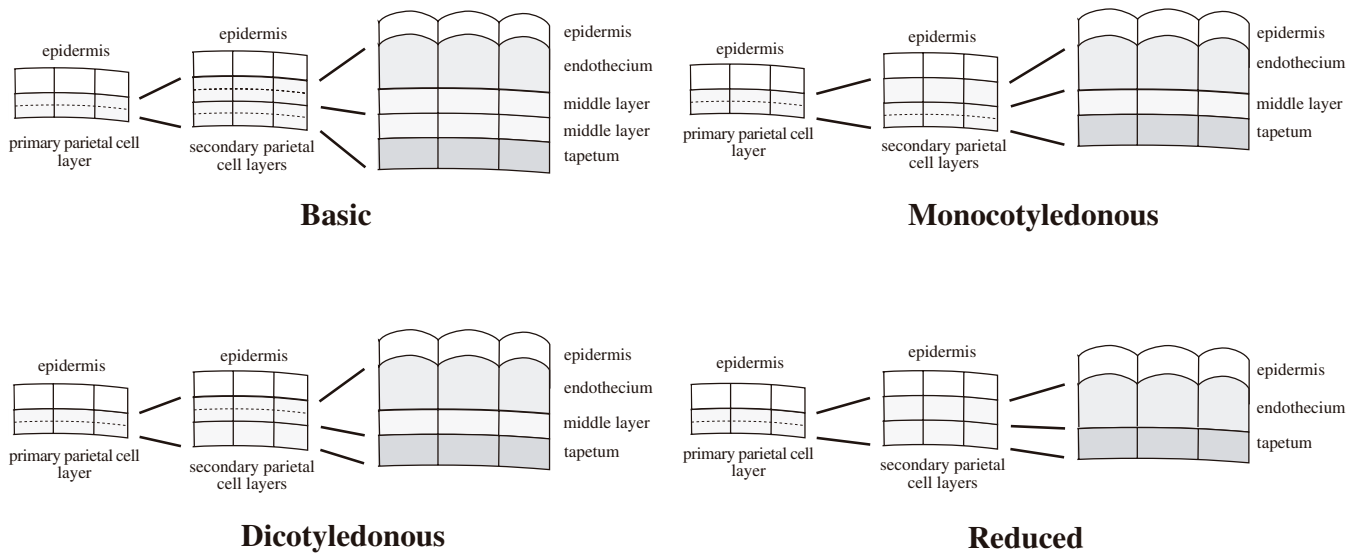 epidermis
primary parietal cell
layer
epidermis
secondary parietal
cell layers
epidermis
endothecium
middle layer
middle layer
tapetum
Basic
epidermis
primary parietal cell
layer
epidermis
secondary parietal
cell layers
epidermis
endothecium
middle layer
tapetum
Monocotyledonous
epidermis
primary parietal cell
layer
epidermis
secondary parietal
cell layers
epidermis
endothecium
middle layer
tapetum
Dicotyledonous
epidermis
primary parietal cell
layer
epidermis
secondary parietal
cell layers
epidermis
endothecium
tapetum
Reduced